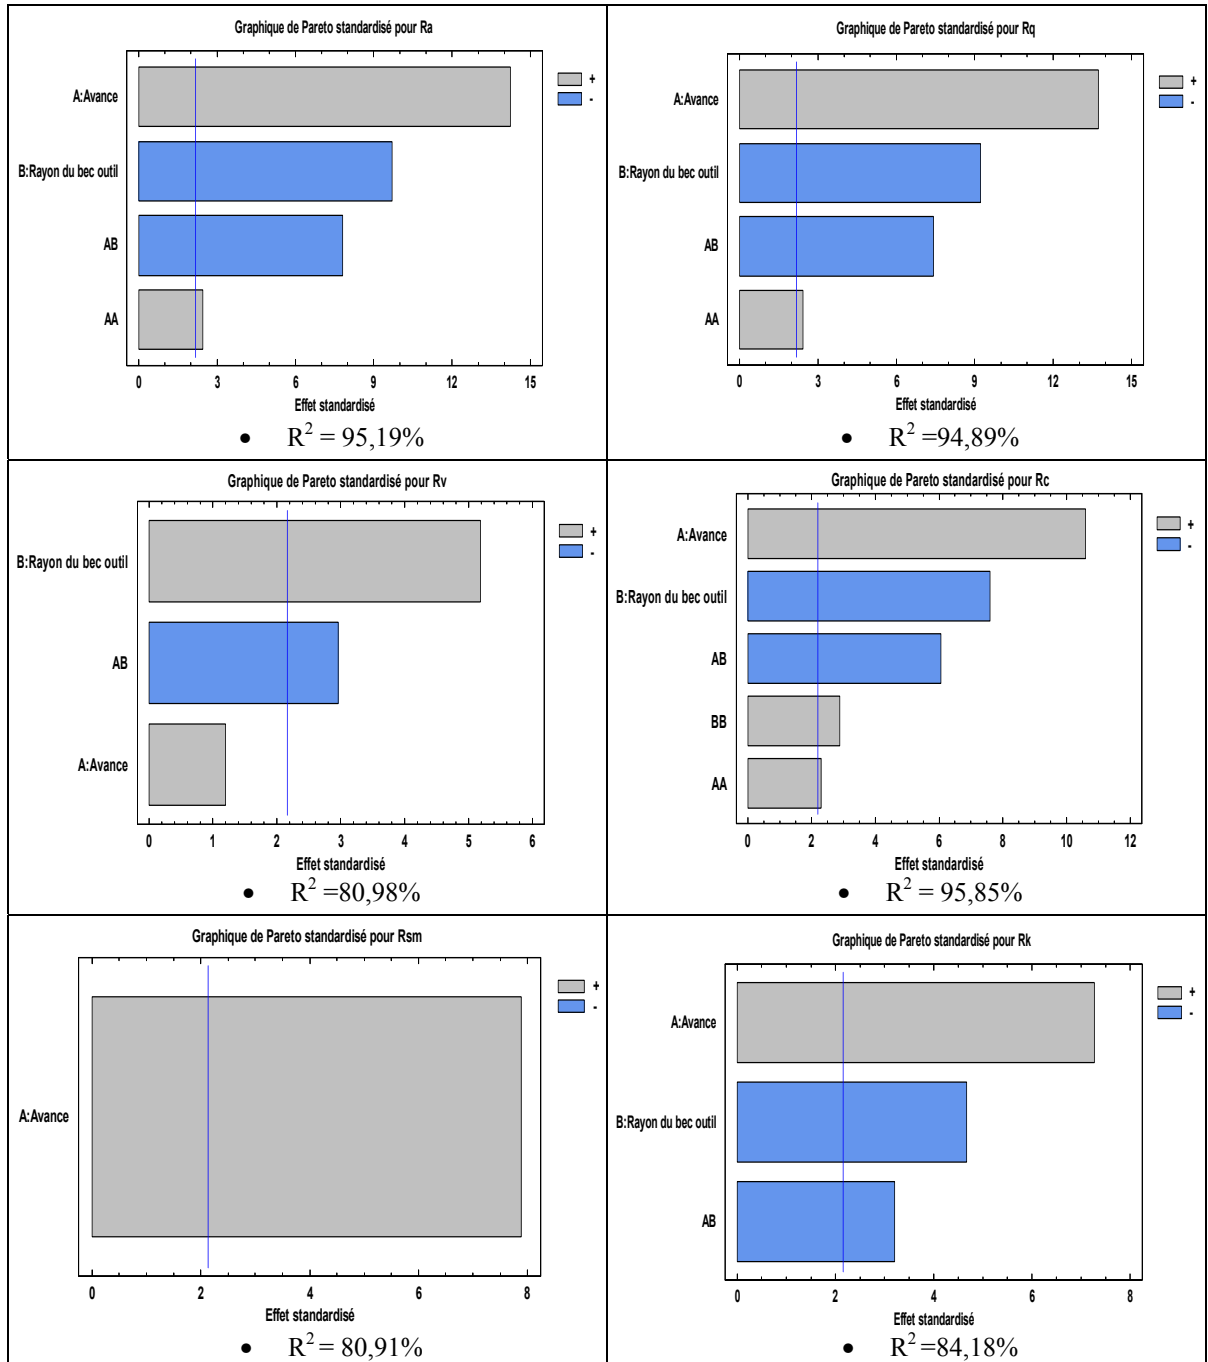 Graphique de Pareto standardisé pour Ra
A:Avance
B:Rayon du bec outil
AB
AA
+
-
0 3 6 9 12 15
Effet standardisé
• R2 = 95,19%
Graphique de Pareto standardisé pour Rq
A:Avance
B:Rayon du bec outil
AB
AA
+
-
0 3 6 9 12 15
Effet standardisé
• R2 =94,89%
Graphique de Pareto standardisé pour Rv
B:Rayon du bec outil
AB
A:Avance
+
-
0 1 2 3 4 5 6
Effet standardisé
• R2 =80,98%
Graphique de Pareto standardisé pour Rc
A:Avance
B:Rayon du bec outil
AB
BB
AA
+
-
0 2 4 6 8 10 12
Effet standardisé
• R2 = 95,85%
Graphique de Pareto standardisé pour Rsm
A:Avance
+
-
0 2 4 6 8
Effet standardisé
• R2 = 80,91%
Graphique de Pareto standardisé pour Rk
A:Avance
B:Rayon du bec outil
AB
+
-
0 2 4 6 8
Effet standardisé
• R2 =84,18%